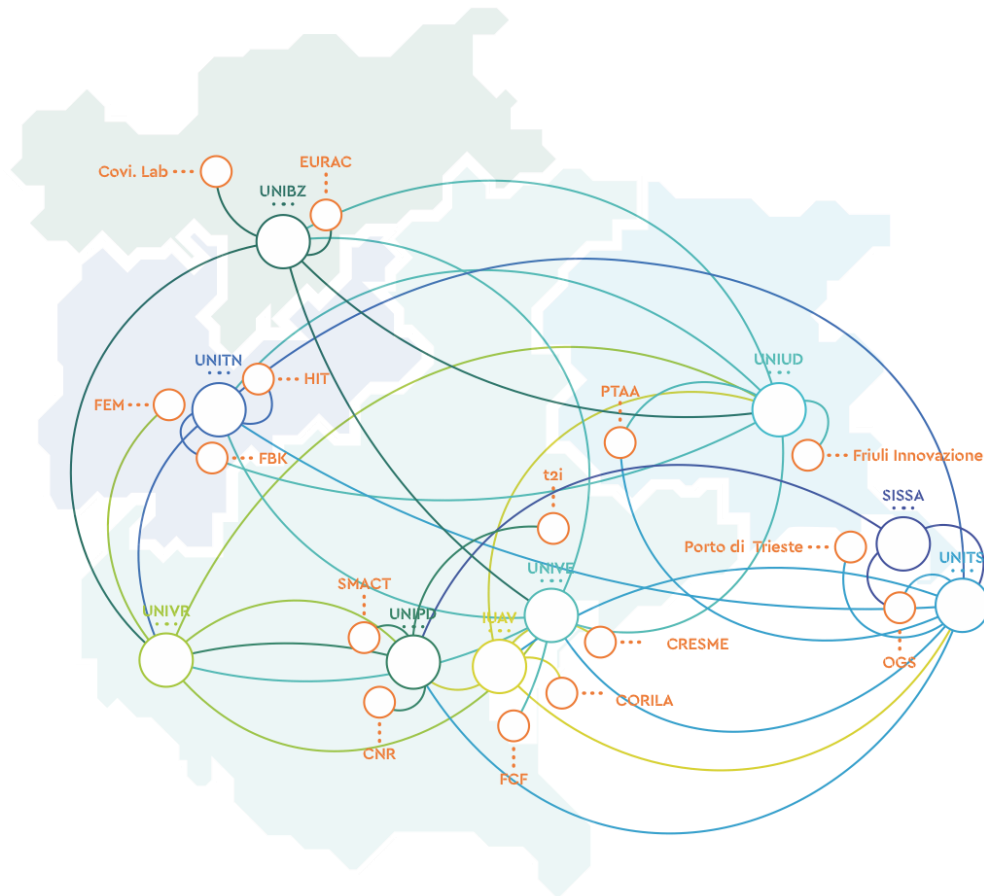 EURAC
Covi. Lab
UNIBZ
UNITN
UNIUD
HIT
PTAA
FEM
FBK
Friuli Innovazione
t2i
SISSA
Porto di Trieste
UNITS
UNIVE
SMACT
UNIVR
UNIPD
IUAV
CRESME
OGS
CORILA
CNR
FCF